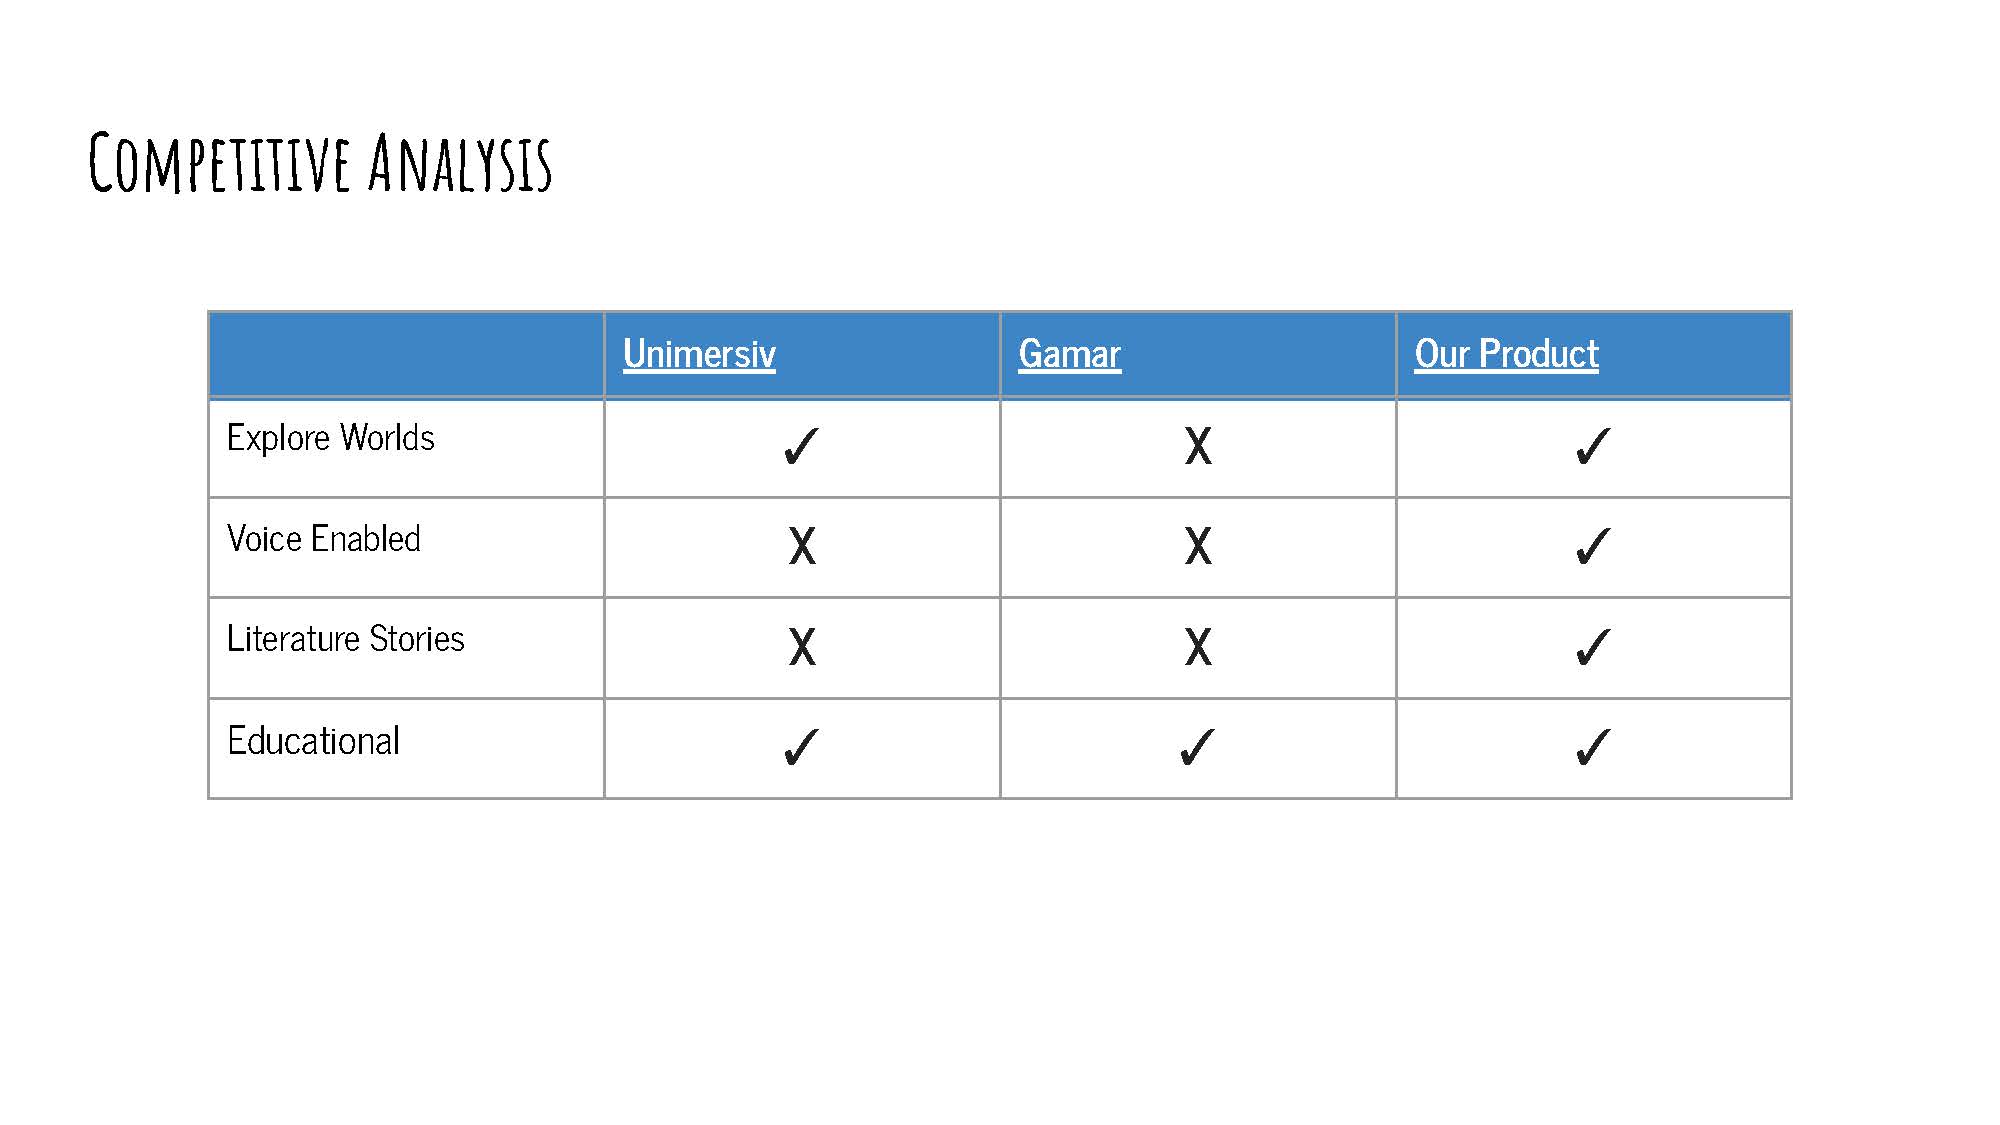 Competitive Analysis
Unimersiv Gamar Our Product
Explore Worlds ✓ X ✓
Voice Enabled X X ✓
Literature Stories X X ✓
Educational ✓ ✓ ✓